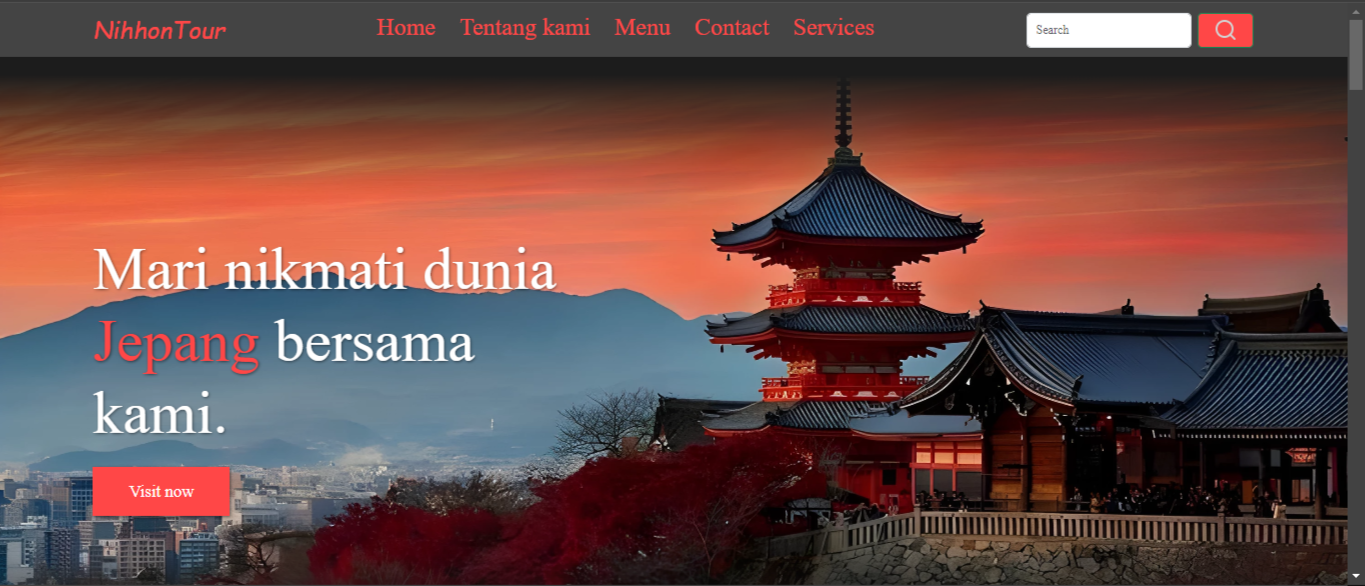 NihhonTour
Home Tentang kami Menu Contact Services
Search
Mari nikmati dunia
Jepang bersama
kami.
Visit now